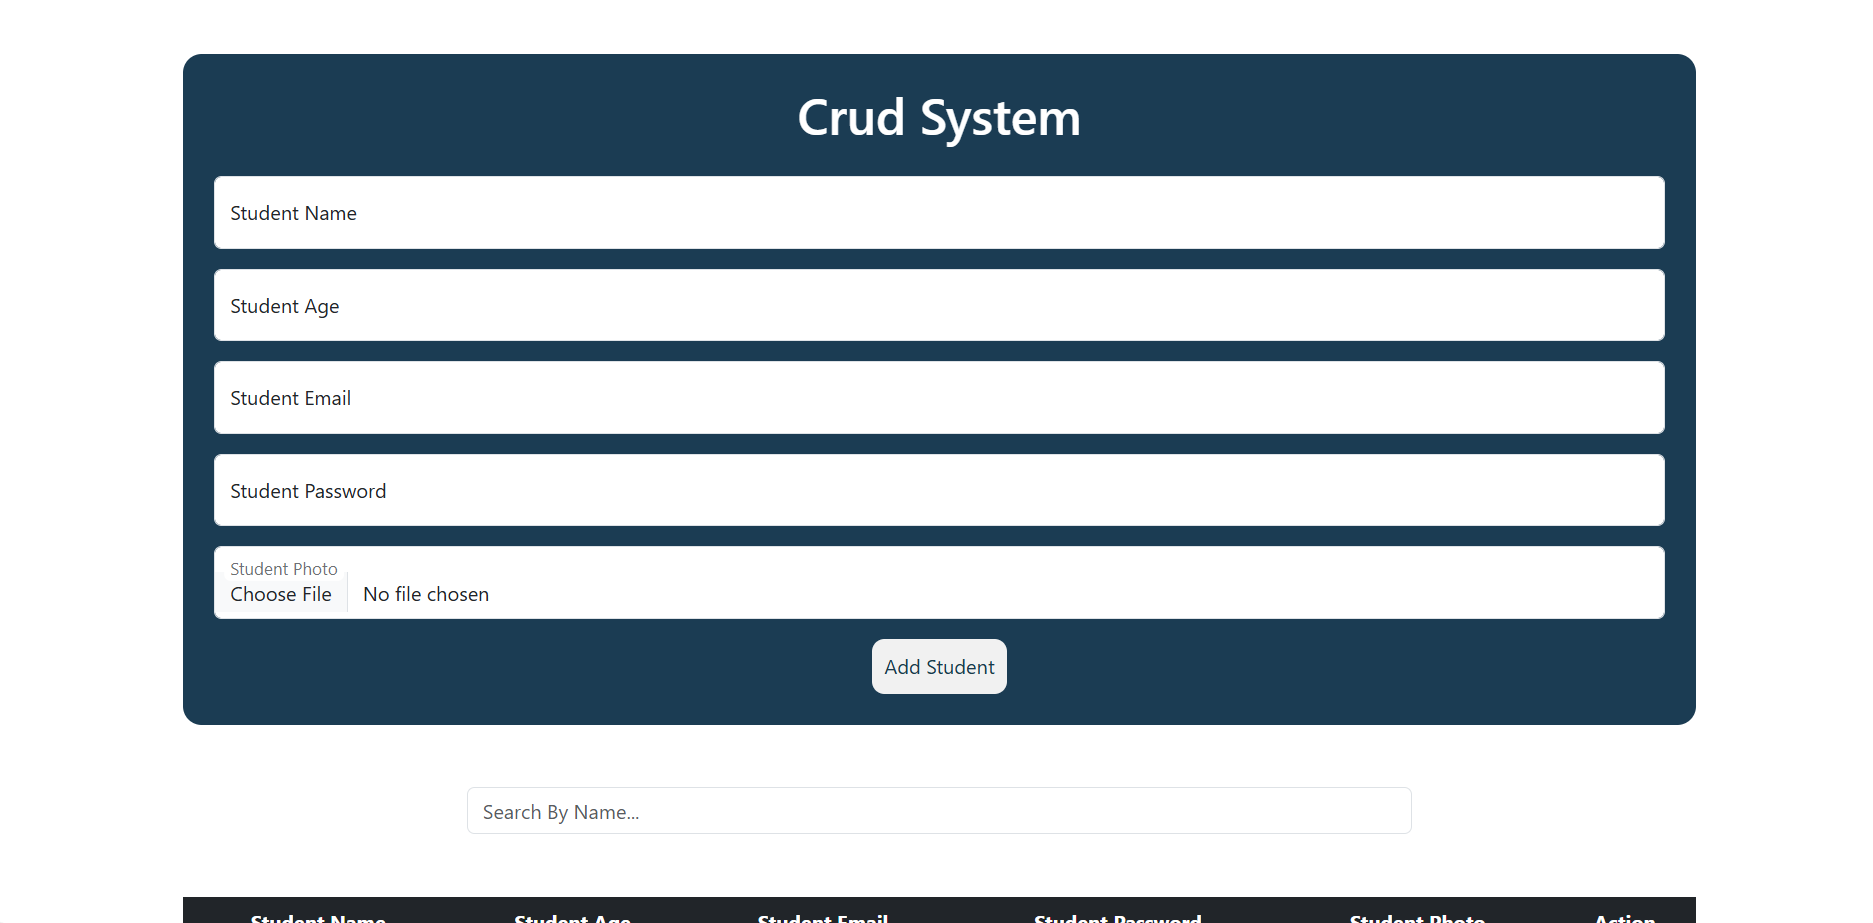 Crud System
Student Name
Student Age
Student Email
Student Password
Student Photo
Choose File No file chosen
Add Student
Search By Name...
Student Name Student Age Student Email Student Password Student Photo Action